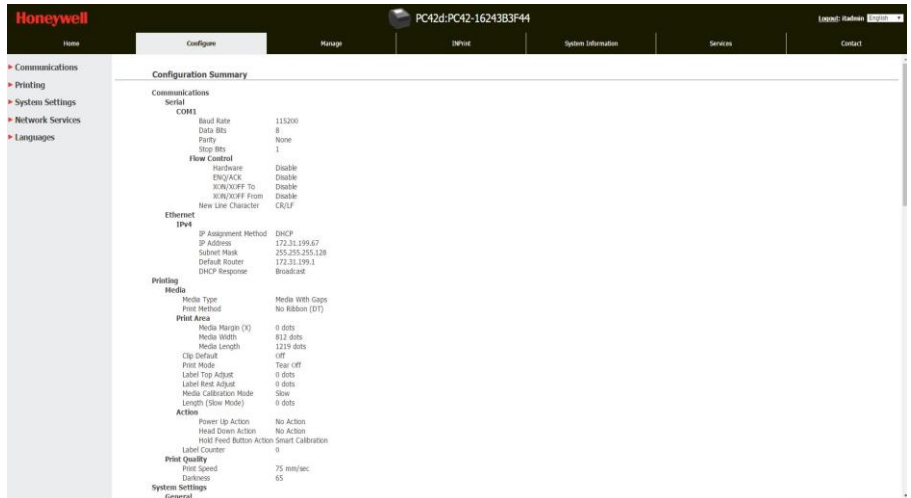 Honeywell
PC42d:PC42-16243B3F44
Logout: itadmin English
Home Configure Manage INPrint System Information Services Contact
Communications
Printing
System Settings
Network Services
Languages
Configuration Summary
Communications
Serial
COM1
Baud Rate 115200
Data Bits 8
Parity None
Stop Bits 1
Flow Control
Hardware Disable
ENQ/ACK Disable
XON/XOFF To Disable
XON/XOFF From Disable
New Line Character CR/LF
Ethernet
IPv4
IP Assignment Method DHCP
IP Address 172.31.199.67
Subnet Mask 255.255.255.128
Default Router 172.31.199.1
DHCP Response Broadcast
Printing
Media
Media Type Media With Gaps
Print Method No Ribbon (DT)
Print Area
Media Margin (X) 0 dots
Media Width 812 dots
Media Length 1219 dots
Clip Default Off
Print Mode Tear Off
Label Top Adjust 0 dots
Label Rest Adjust 0 dots
Media Calibration Mode Slow
Length (Slow Mode) 0 dots
Action
Power Up Action No Action
Head Down Action No Action
Hold Feed Button Action Smart Calibration
Label Counter 0
Print Quality
Print Speed 75 mm/sec
Darkness 65
System Settings
General